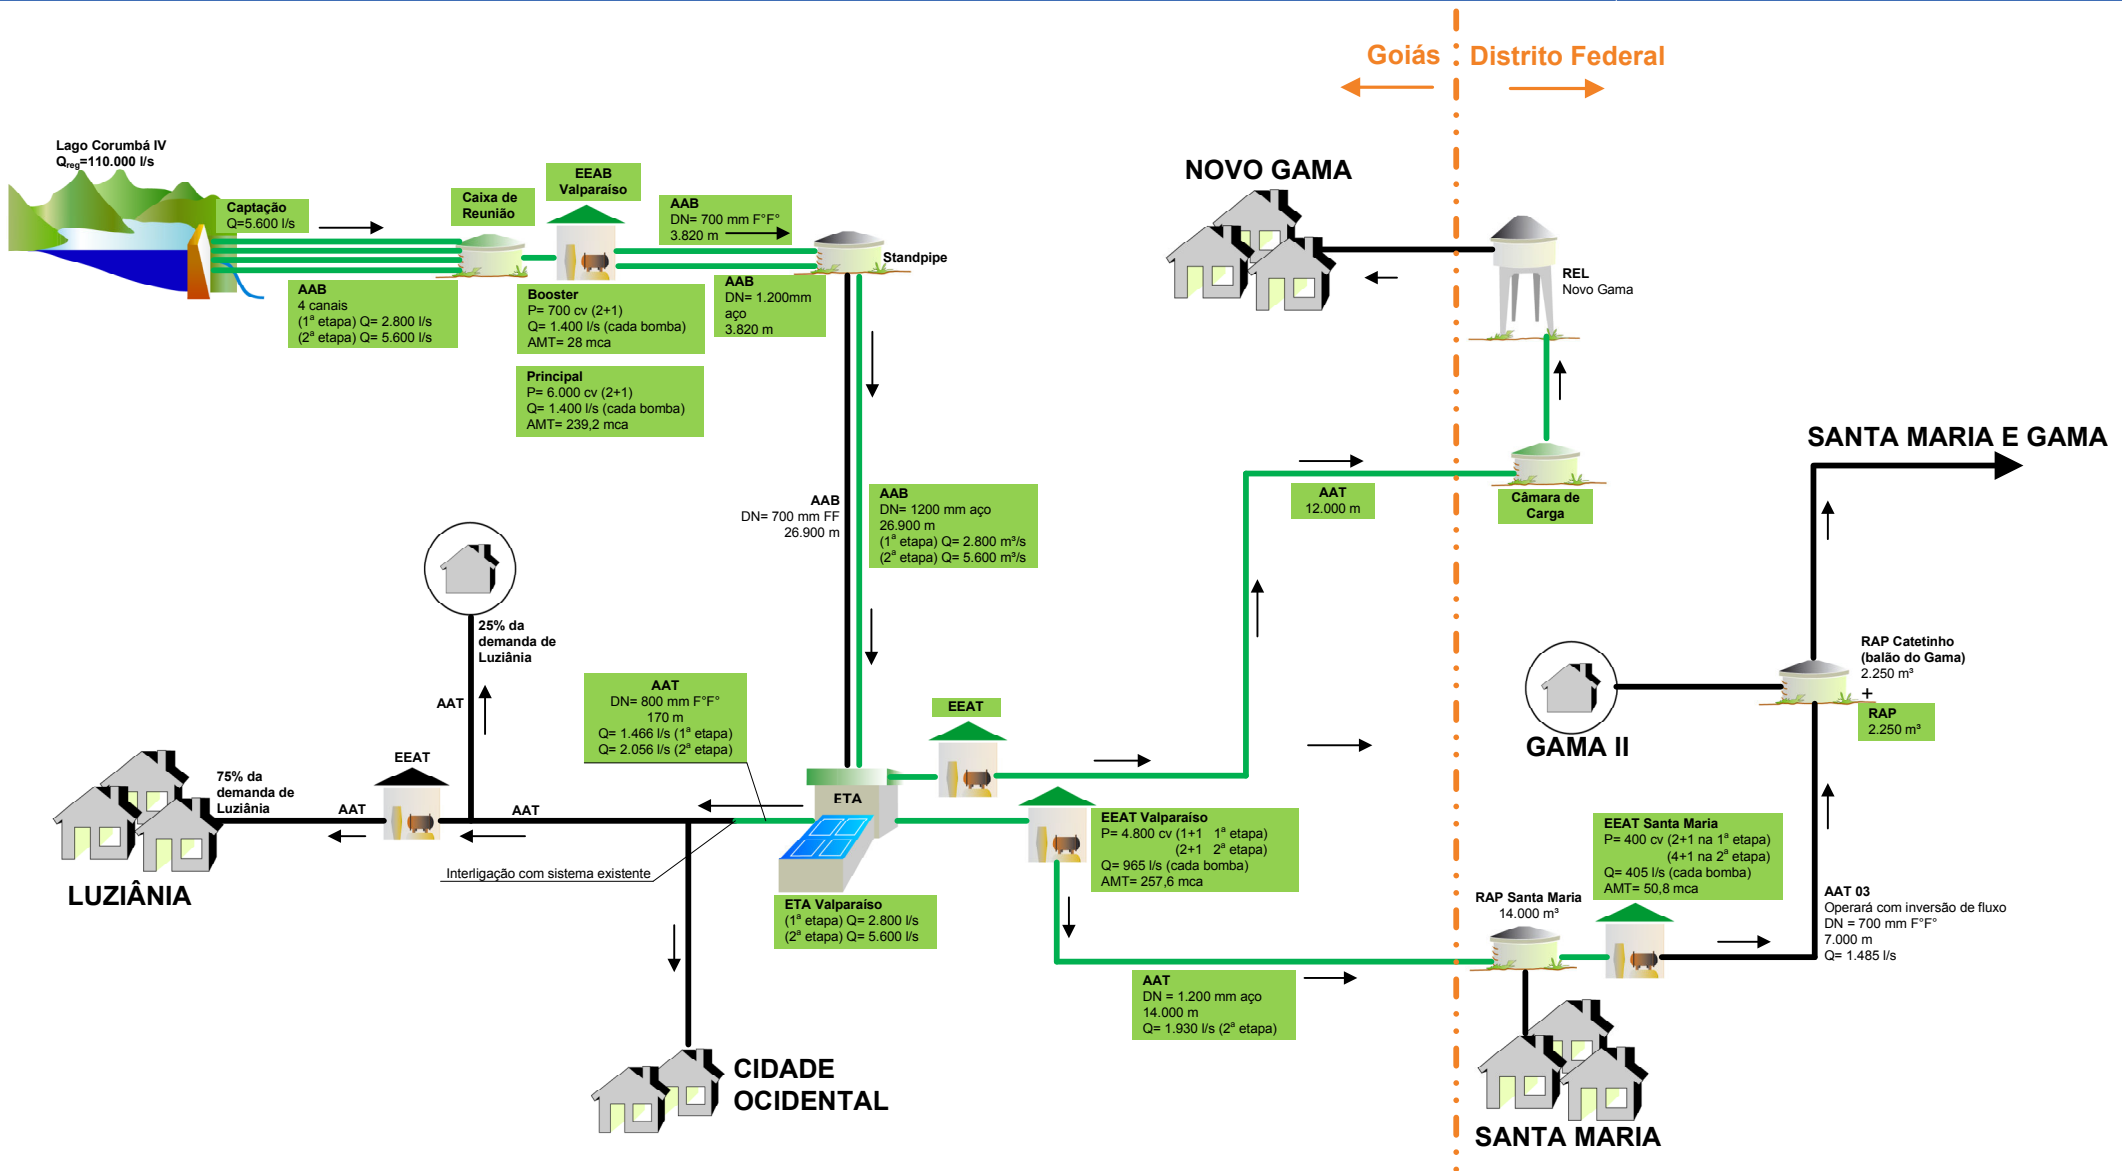 Goiás
Distrito Federal
Lago Corumbá IV
Qreg=110.000 l/s
Captação
Q=5.600 l/s
AAB
4 canais
(1ª etapa) Q= 2.800 l/s
(2ª etapa) Q= 5.600 l/s
Caixa de
Reunião
EEAB
Valparaíso
AAB
DN= 700 mm F°F°
3.820 m
Standpipe
AAB
DN= 1.200mm
aço
3.820 m
Booster
P= 700 cv (2+1)
Q= 1.400 l/s (cada bomba)
AMT= 28 mca
Principal
P= 6.000 cv (2+1)
Q= 1.400 l/s (cada bomba)
AMT= 239,2 mca
NOVO GAMA
REL
Novo Gama
Câmara de
Carga
AAT
12.000 m
SANTA MARIA E GAMA
AAB
DN= 700 mm FF
26.900 m
AAB
DN= 1200 mm aço
26.900 m
(1ª etapa) Q= 2.800 m³/s
(2ª etapa) Q= 5.600 m³/s
25% da
demanda de
Luziânia
AAT
AAT
DN= 800 mm F°F°
170 m
Q= 1.466 l/s (1ª etapa)
Q= 2.056 l/s (2ª etapa)
EEAT
RAP Catetinho
(balão do Gama)
2.250 m³
+
RAP
2.250 m³
GAMA II
75% da
demanda de
Luziânia
AAT
EEAT
AAT
LUZIÂNIA
Interligação com sistema existente
ETA
ETA Valparaíso
(1ª etapa) Q= 2.800 l/s
(2ª etapa) Q= 5.600 l/s
EEAT Valparaíso
P= 4.800 cv (1+1 1ª etapa)
(2+1 2ª etapa)
Q= 965 l/s (cada bomba)
AMT= 257,6 mca
EEAT Santa Maria
P= 400 cv (2+1 na 1ª etapa)
(4+1 na 2ª etapa)
Q= 405 l/s (cada bomba)
AMT= 50,8 mca
RAP Santa Maria
14.000 m³
AAT 03
Operará com inversão de fluxo
DN = 700 mm F°F°
7.000 m
Q= 1.485 l/s
AAT
DN = 1.200 mm aço
14.000 m
Q= 1.930 l/s (2ª etapa)
CIDADE
OCIDENTAL
SANTA MARIA